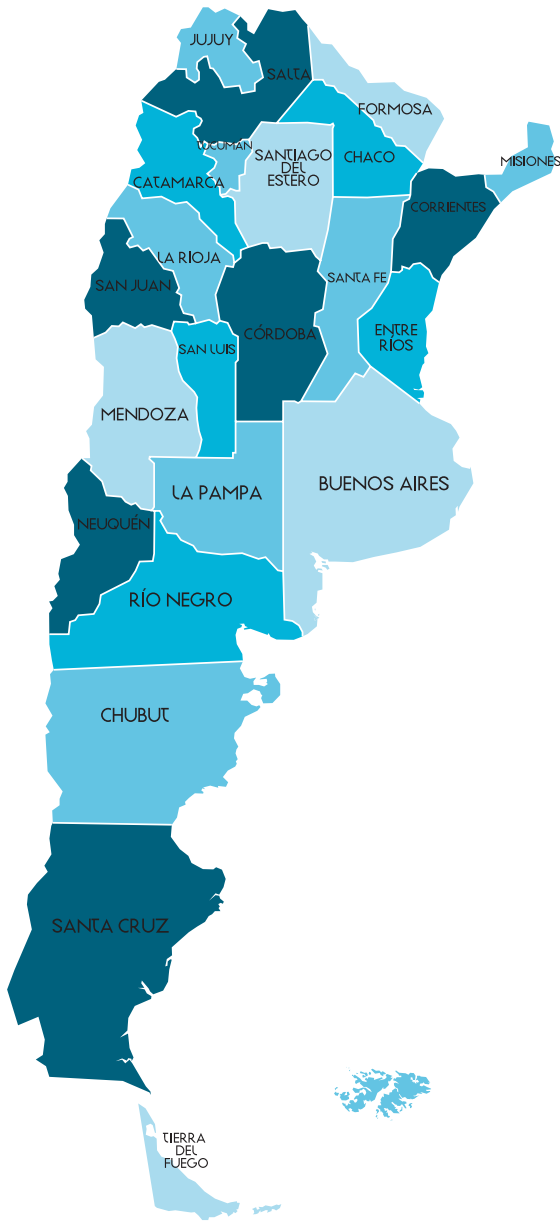 JUJUY
SALTA
FORMOSA
TUCUMÁN
SANTIAGO
DEL
ESTERO
CHACO
MISIONES
CATAMARCA
CORRIENTES
LA RIOJA
SANTA FE
SAN JUAN
CÓRDOBA
ENTRE
RÍOS
SAN LUIS
MENDOZA
BUENOS AIRES
LA PAMPA
NEUQUÉN
RÍO NEGRO
CHUBUT
SANTA CRUZ
TIERRA
DEL
FUEGO